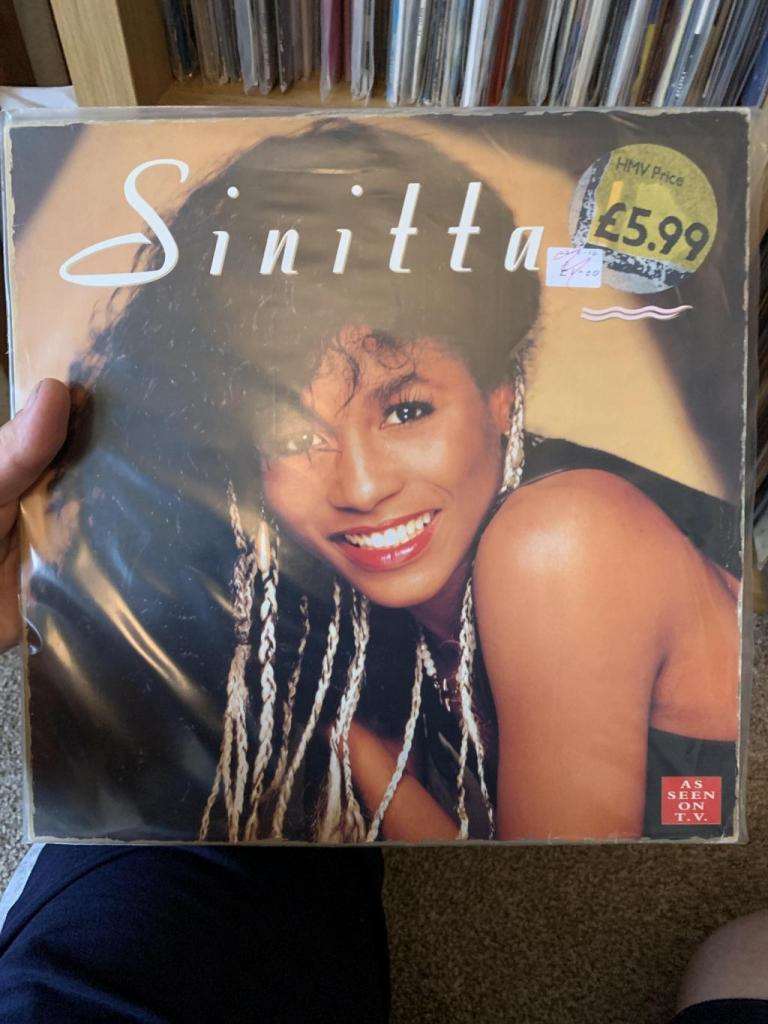 Sinitta
HMV Price
£5.99
AS
SEEN
ON
T.V.